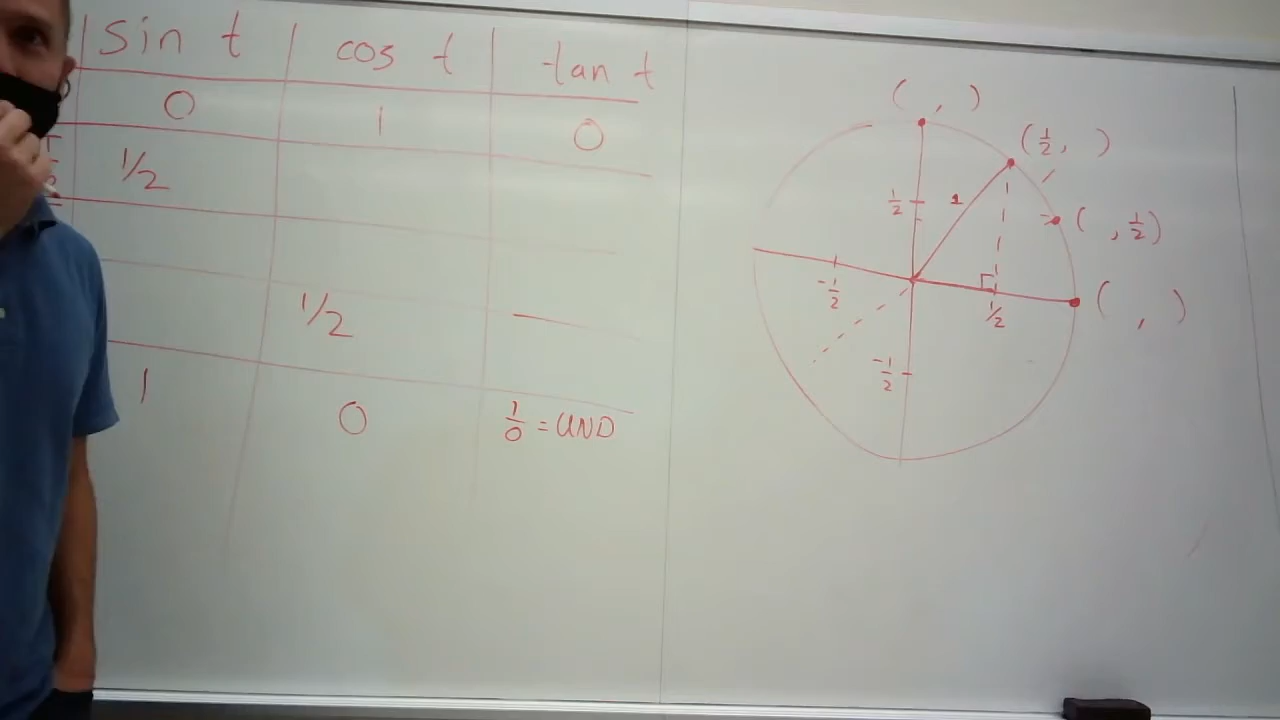 sin t cos t tan t
0 1 0
1/2
1/2 —
1 0 1/0 = UND
( , )
(1/2, )
( , 1/2)
( , )
1/2
1
-1/2
1/2
-1/2